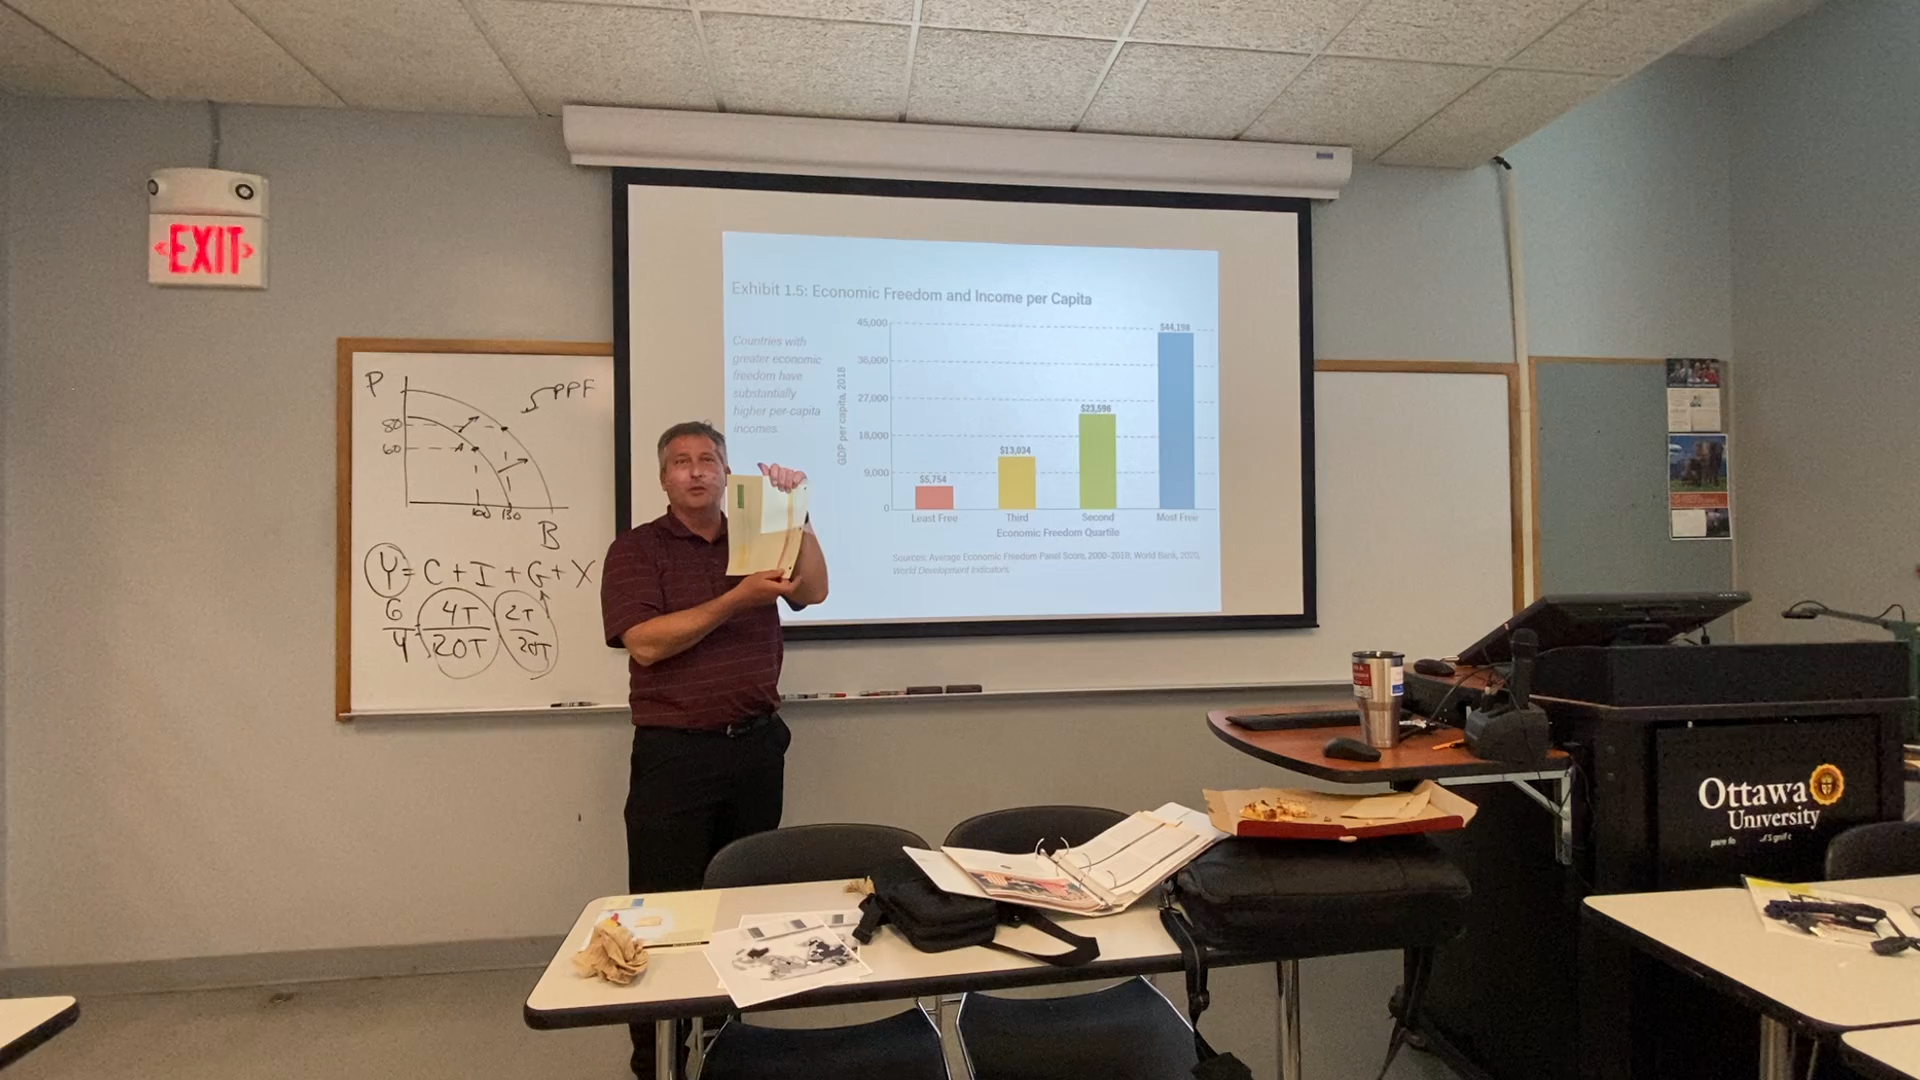 EXIT
P
PPF
80
60
A
100 130
B
Y = C + I + G + X
G 4T 2T
Y 20T 20T
Exhibit 1.5: Economic Freedom and Income per Capita
Countries with
greater economic
freedom have
substantially
higher per-capita
incomes.
GDP per capita, 2018
45,000
36,000
27,000
18,000
9,000
0
$5,754
$13,034
$23,596
$44,198
Least Free Third Second Most Free
Economic Freedom Quartile
Sources: Average Economic Freedom Panel Score, 2000-2018; World Bank, 2020,
World Development Indicators.
Ottawa
University